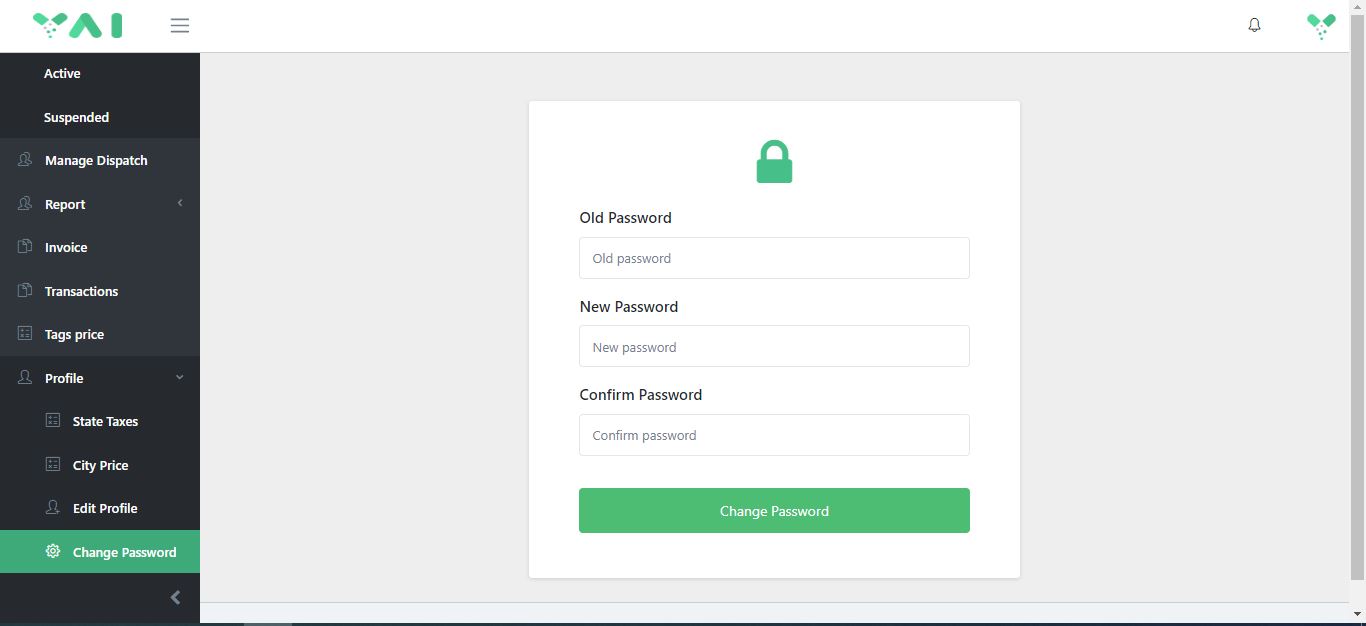 YAI
Active
Suspended
Manage Dispatch
Report
Invoice
Transactions
Tags price
Profile
State Taxes
City Price
Edit Profile
Change Password
Old Password
Old password
New Password
New password
Confirm Password
Confirm password
Change Password